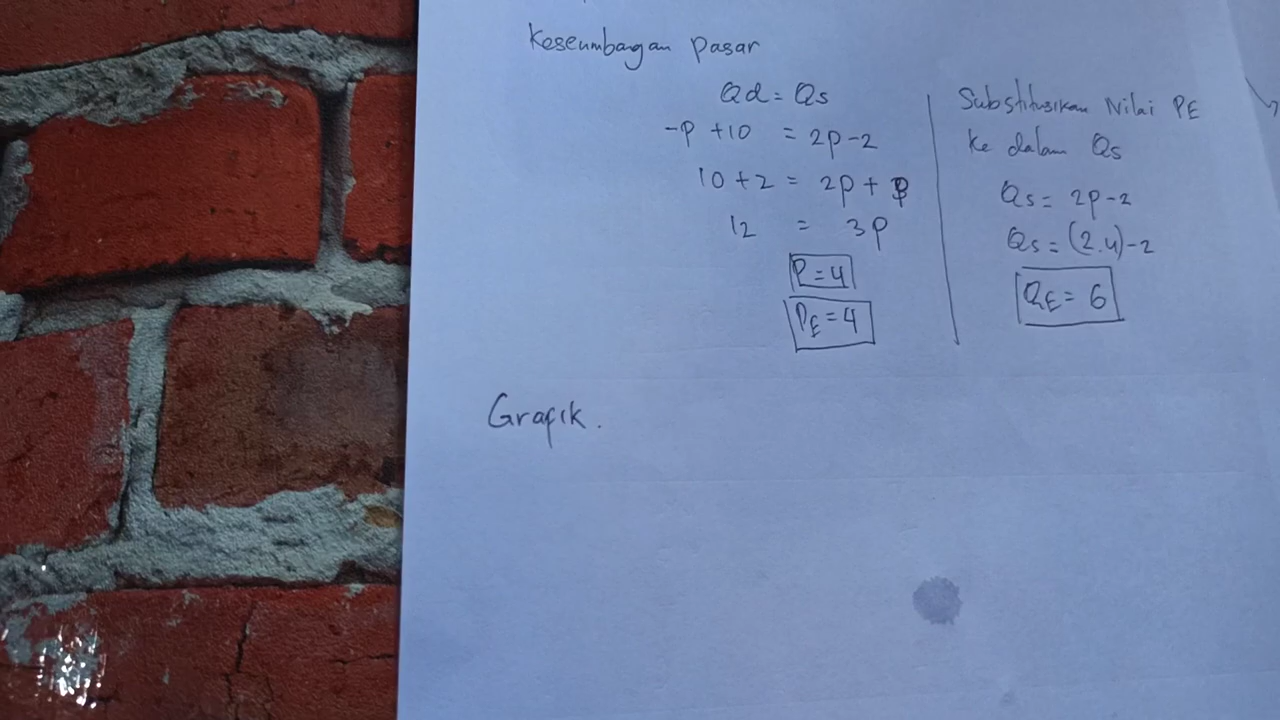 Keseimbangan Pasar
Qd = Qs
-P + 10 = 2P - 2
10 + 2 = 2P + P
12 = 3P
P = 4
PE = 4
Substitusikan Nilai PE
ke dalam Qs
Qs = 2P - 2
Qs = (2.4) - 2
QE = 6
Grafik.